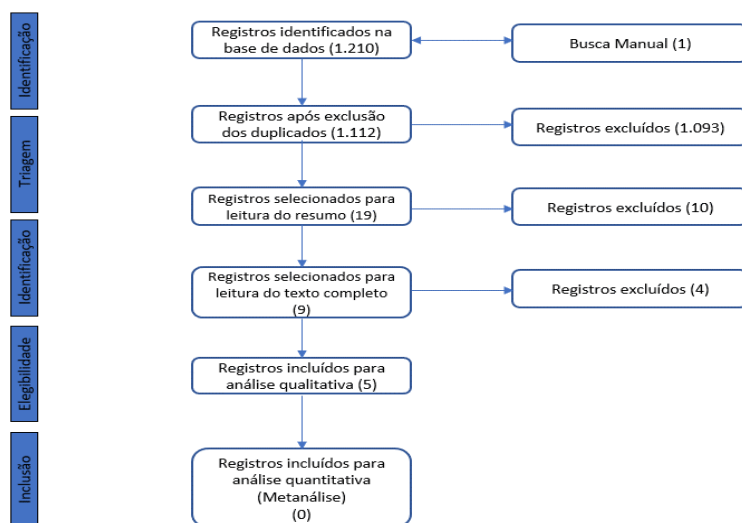 Identificação
Registros identificados na
base de dados (1.210)
Busca Manual (1)
Triagem
Registros após exclusão
dos duplicados (1.112)
Registros excluídos (1.093)
Registros selecionados para
leitura do resumo (19)
Registros excluídos (10)
Identificação
Registros selecionados para
leitura do texto completo
(9)
Registros excluídos (4)
Elegibilidade
Registros incluídos para
análise qualitativa (5)
Inclusão
Registros incluídos para
análise quantitativa
(Metanálise)
(0)